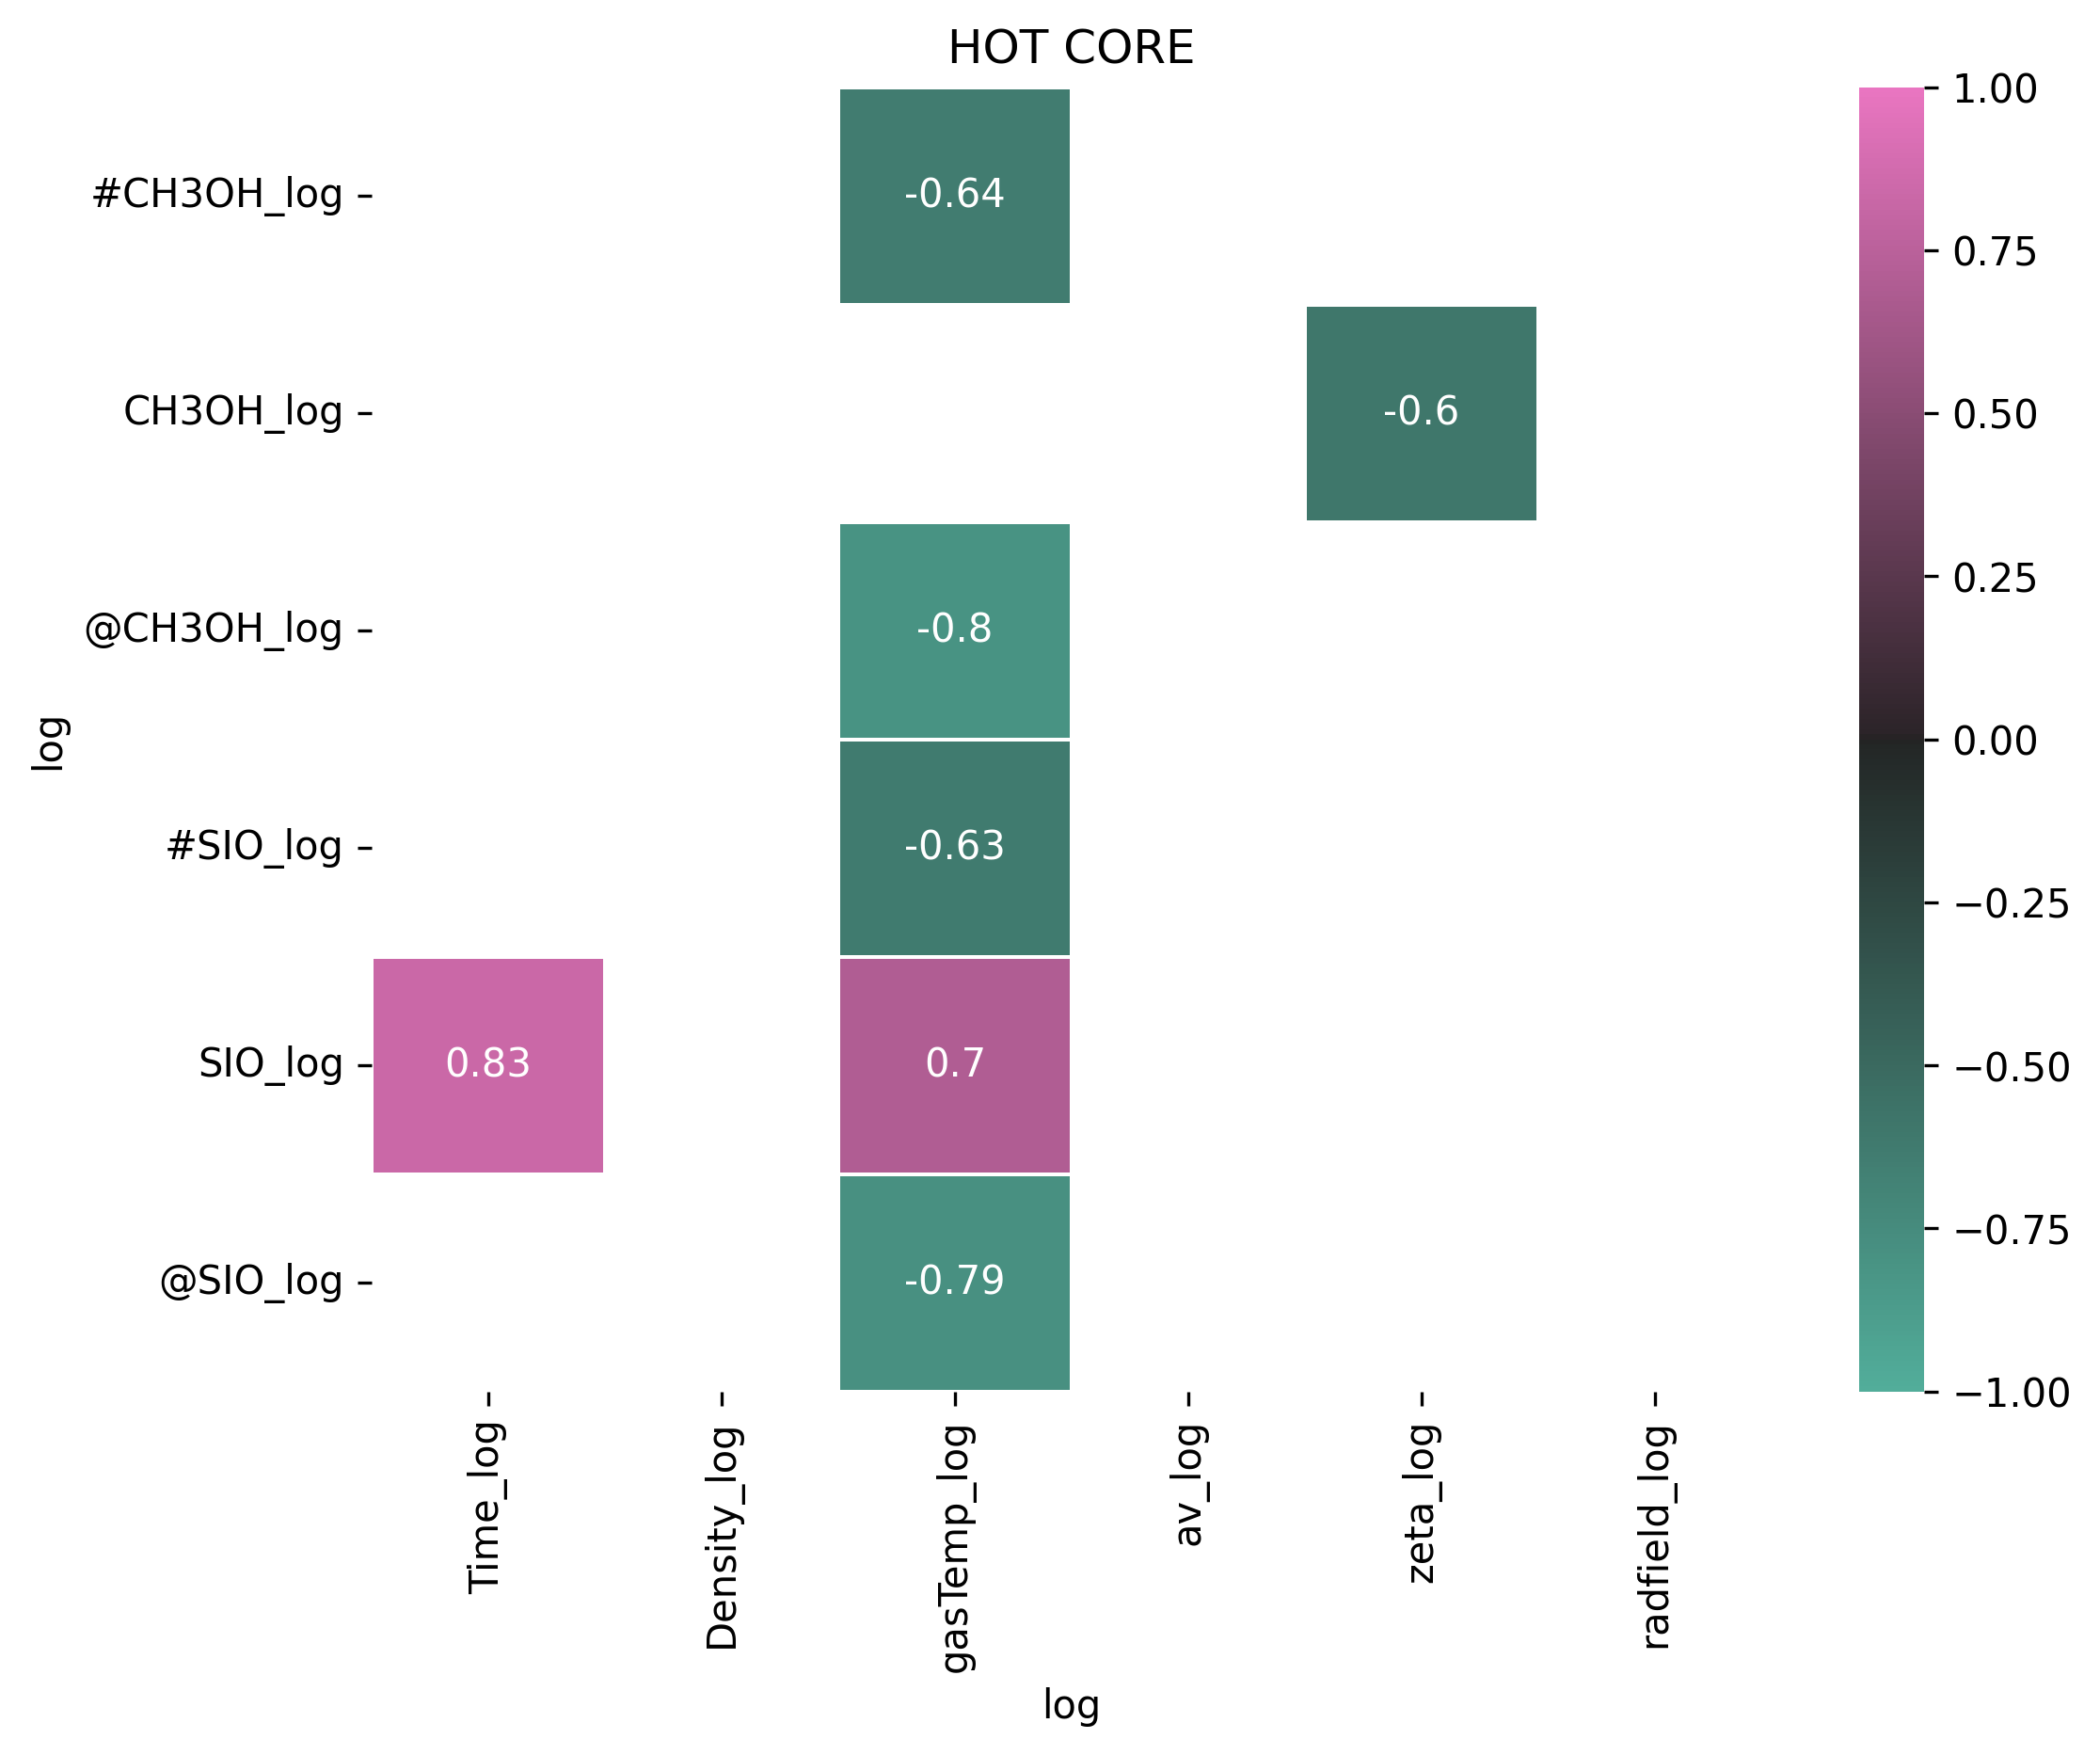 HOT CORE
#CH3OH_log
CH3OH_log
@CH3OH_log
#SIO_log
SIO_log
@SIO_log
log
-0.64
-0.6
-0.8
-0.63
0.83 0.7
-0.79
Time_log
Density_log
gasTemp_log
av_log
zeta_log
radfield_log
log
1.00
0.75
0.50
0.25
0.00
−0.25
−0.50
−0.75
−1.00